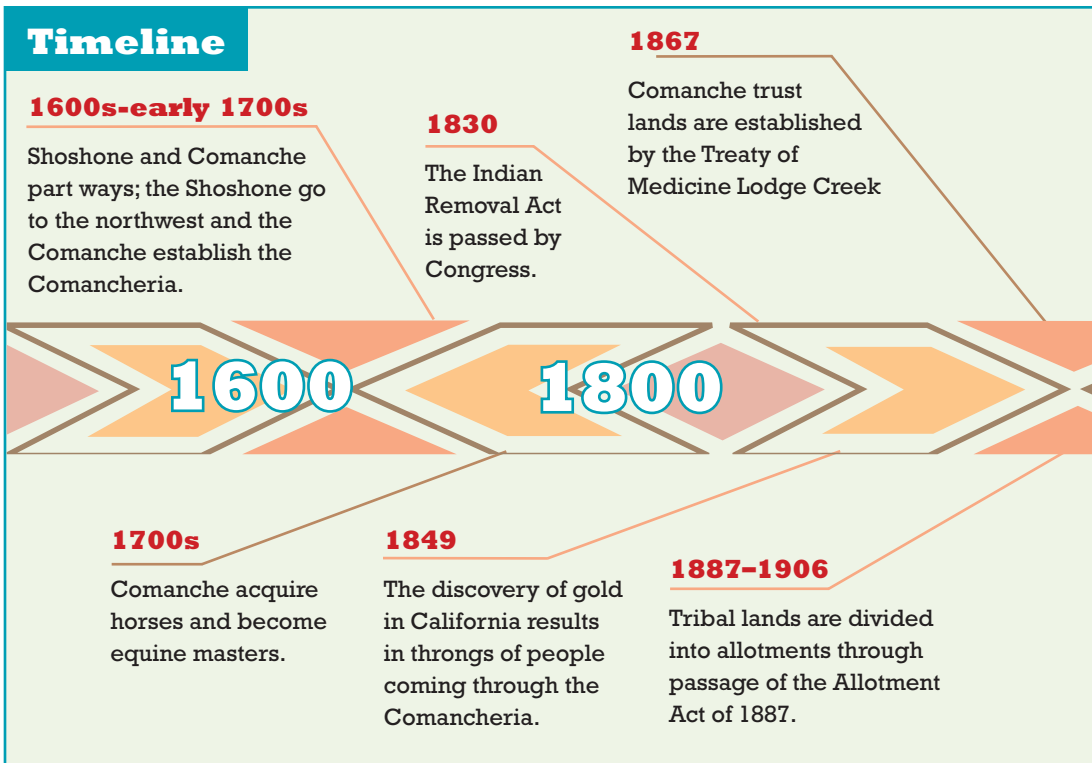 Timeline
1600s-early 1700s
Shoshone and Comanche
part ways; the Shoshone go
to the northwest and the
Comanche establish the
Comancheria.
1830
The Indian
Removal Act
is passed by
Congress.
1867
Comanche trust
lands are established
by the Treaty of
Medicine Lodge Creek
1600
1800
1700s
Comanche acquire
horses and become
equine masters.
1849
The discovery of gold
in California results
in throngs of people
coming through the
Comancheria.
1887–1906
Tribal lands are divided
into allotments through
passage of the Allotment
Act of 1887.